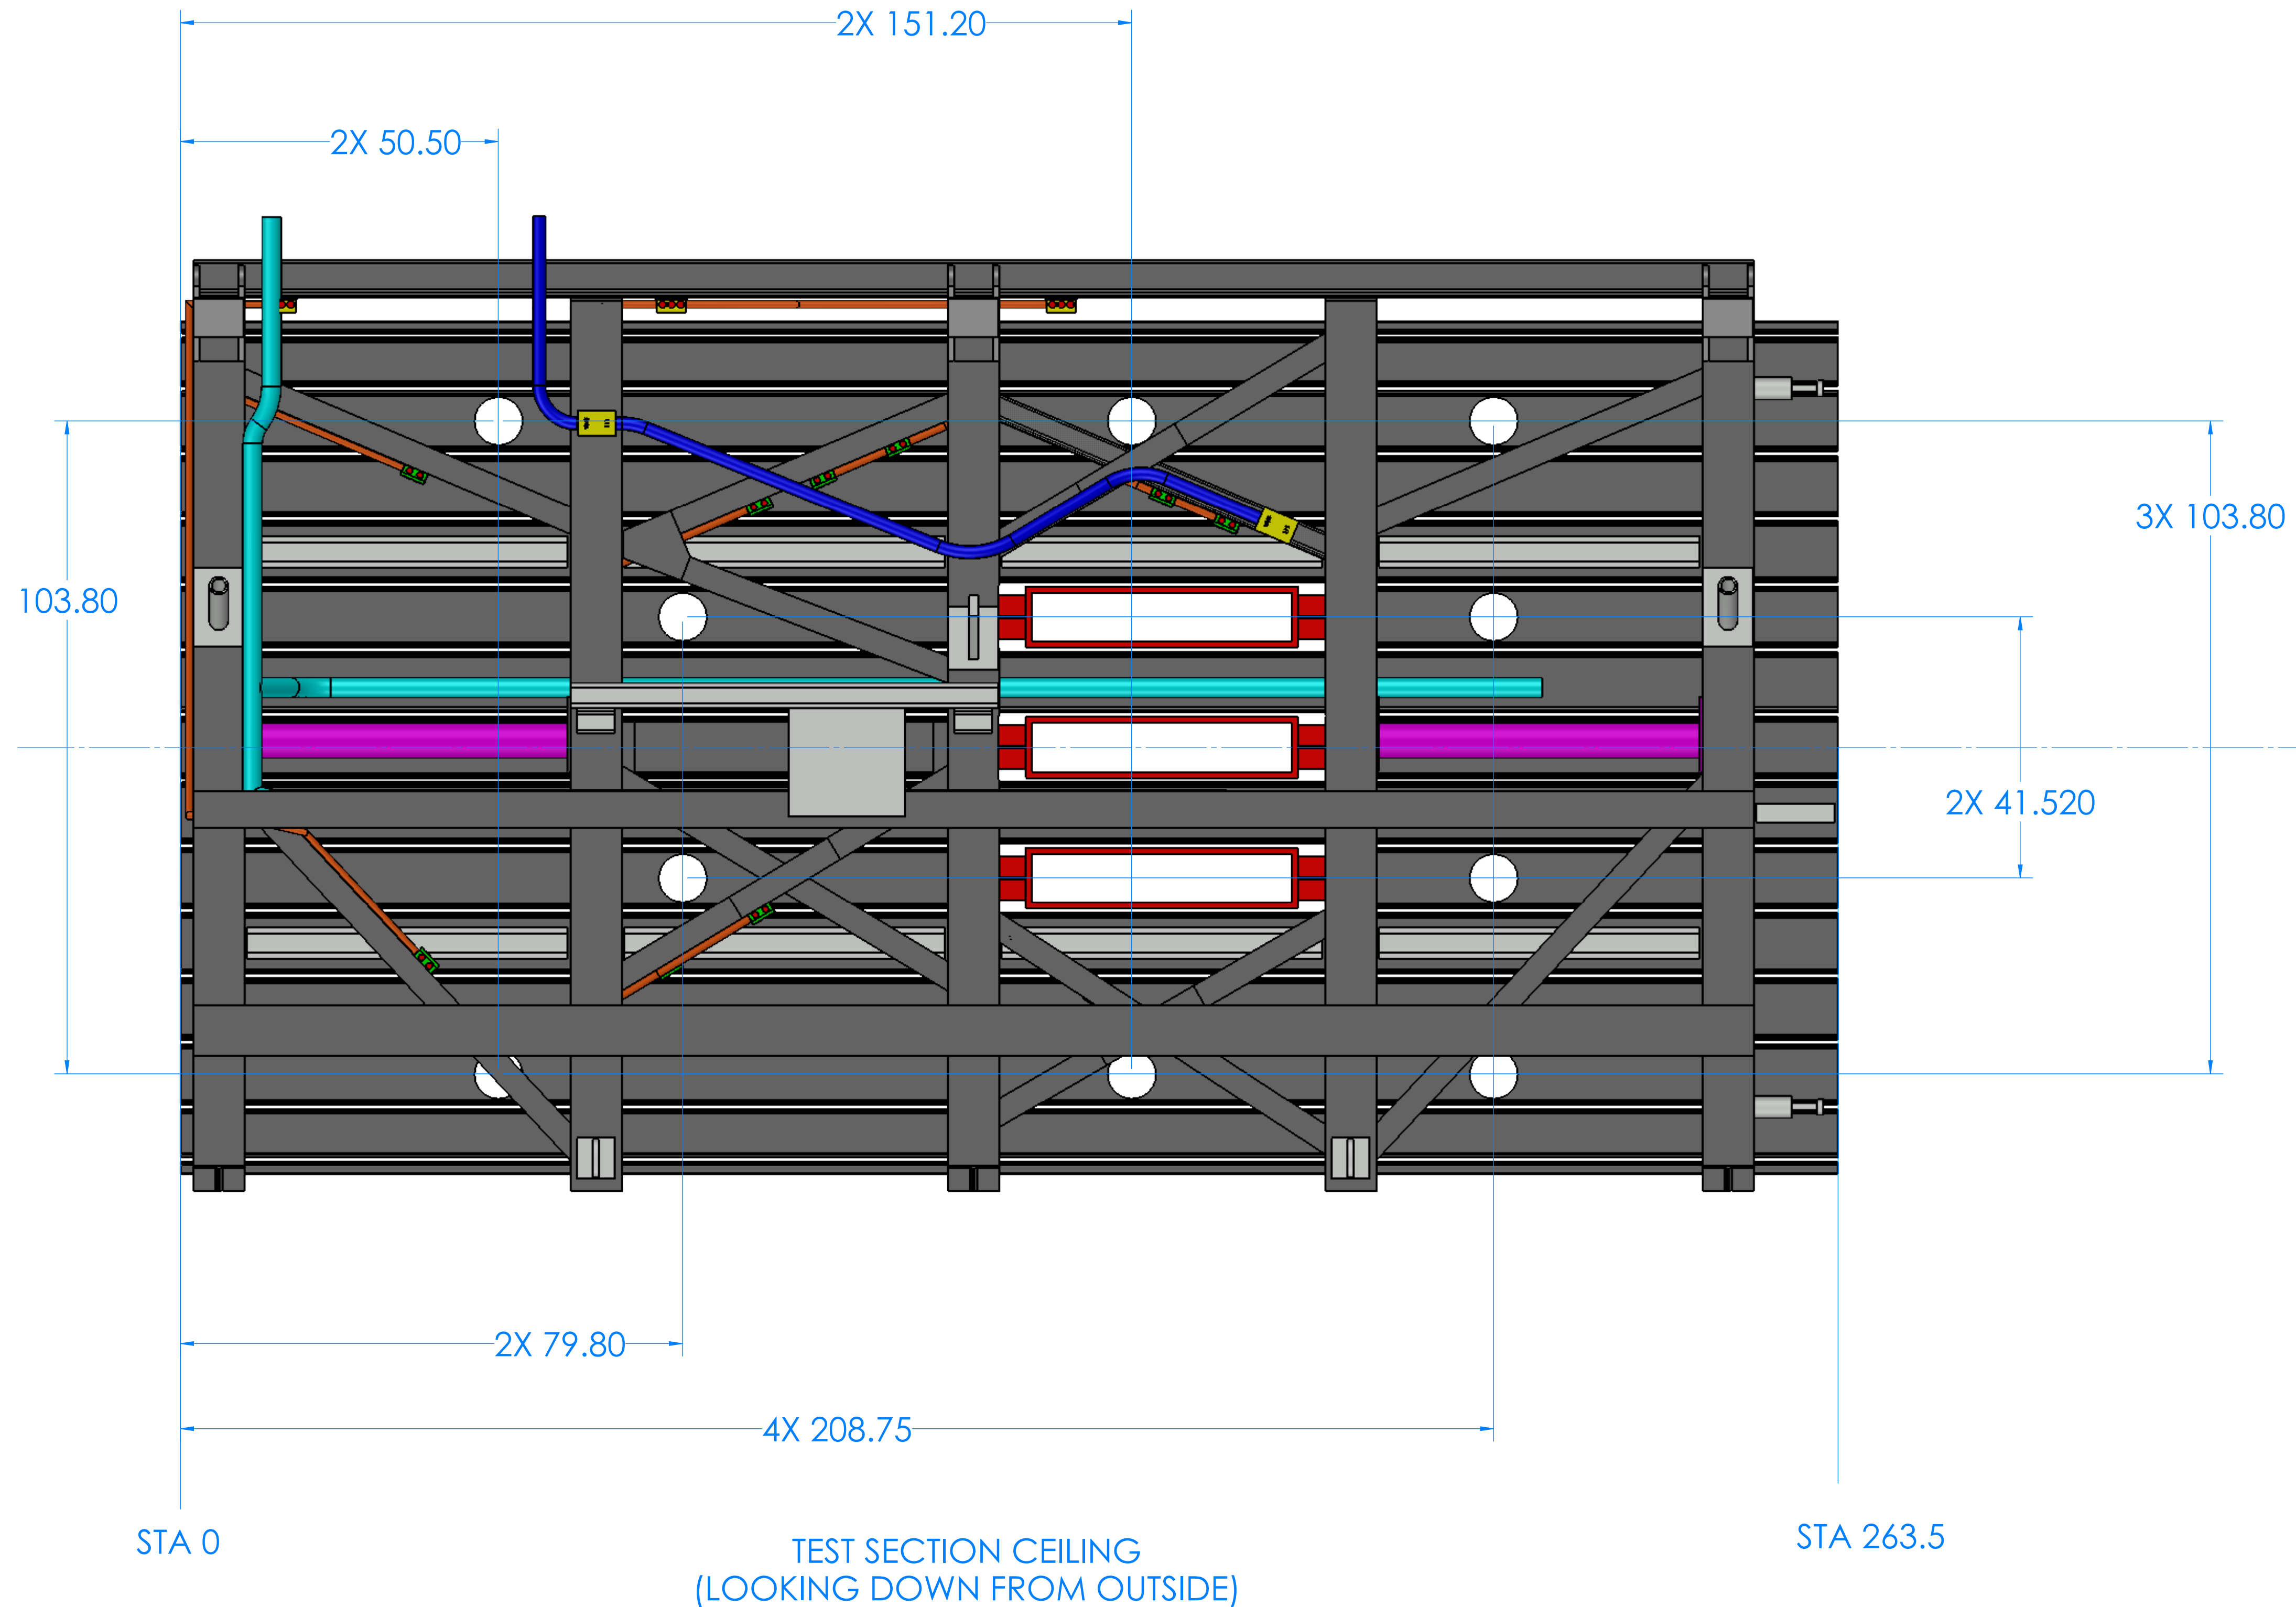 2X 151.20
2X 50.50
3X 103.80
103.80
2X 41.520
2X 79.80
4X 208.75
STA 0
STA 263.5
TEST SECTION CEILING
(LOOKING DOWN FROM OUTSIDE)